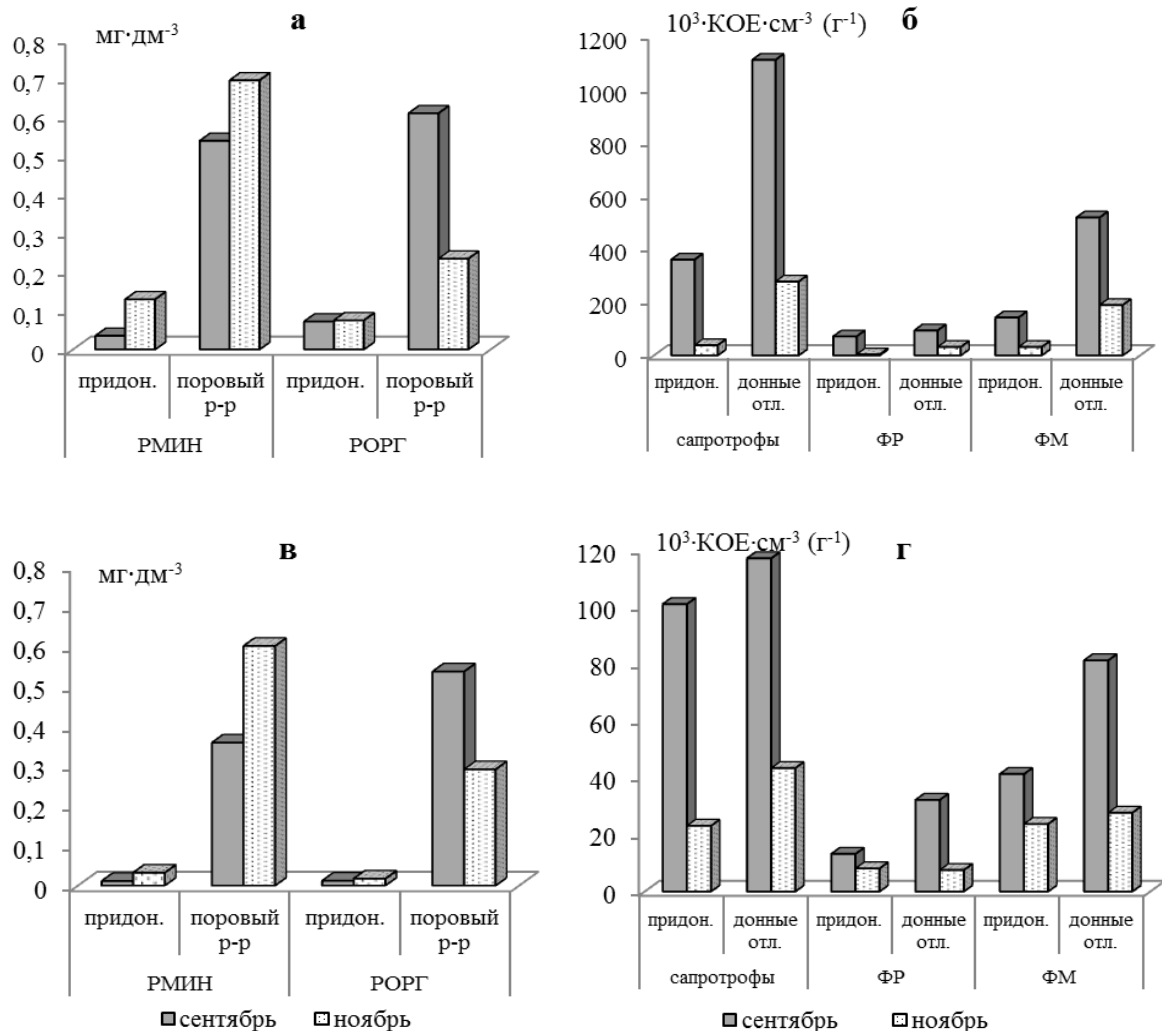 а
мг·дм⁻³
0,8
0,7
0,6
0,5
0,4
0,3
0,2
0,1
0
придон. поровый р-р придон. поровый р-р
РМИН РОРГ
10³·КОЕ·см⁻³ (г⁻¹) б
1200
1000
800
600
400
200
0
придон. донные отл. придон. донные отл. придон. донные отл.
сапротрофы ФР ФМ
в
мг·дм⁻³
0,8
0,7
0,6
0,5
0,4
0,3
0,2
0,1
0
придон. поровый р-р придон. поровый р-р
РМИН РОРГ
сентябрь ноябрь
10³·КОЕ·см⁻³ (г⁻¹) г
120
100
80
60
40
20
0
придон. донные отл. придон. донные отл. придон. донные отл.
сапротрофы ФР ФМ
сентябрь ноябрь